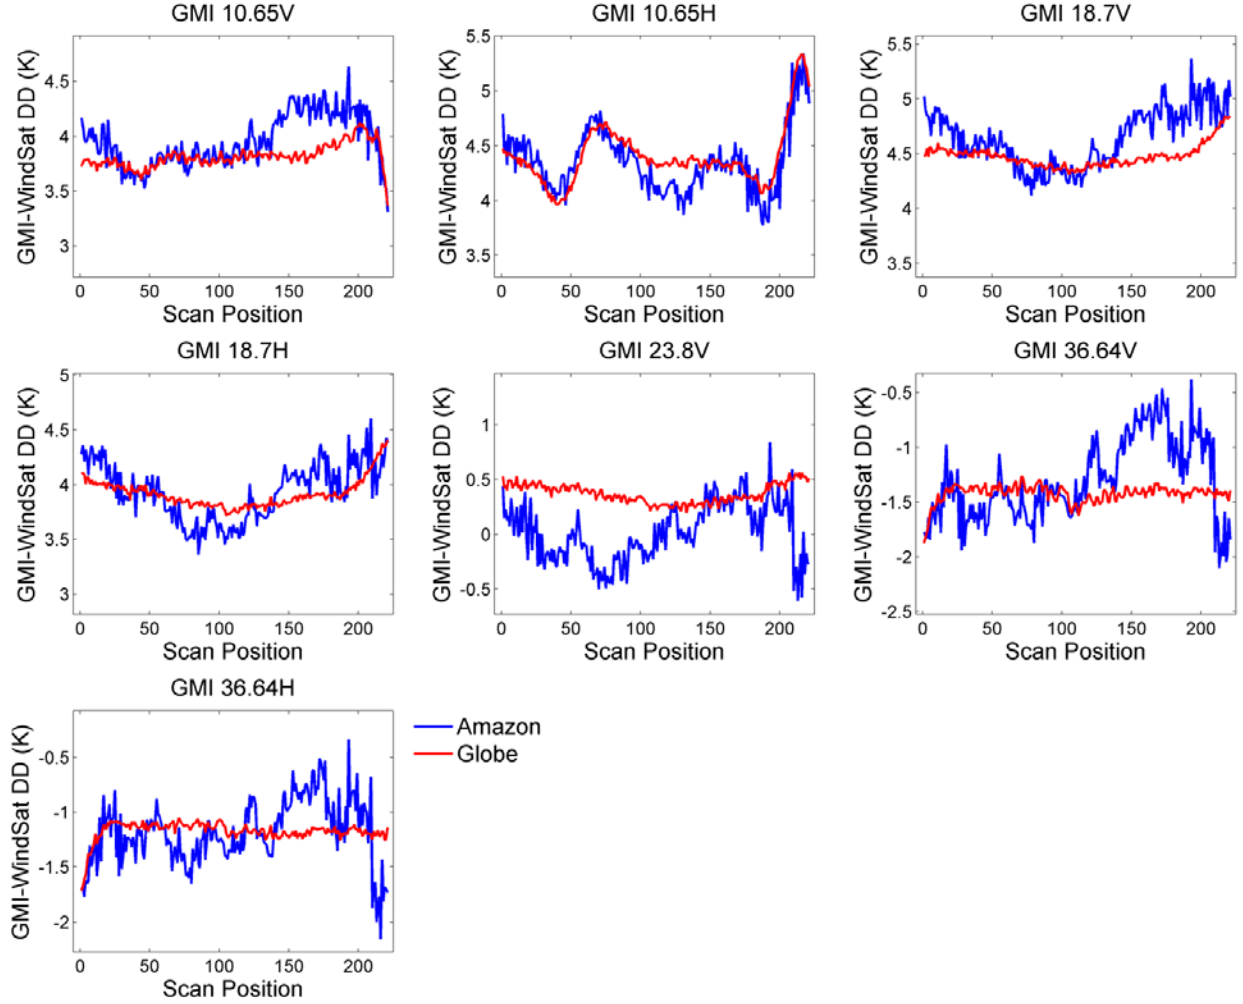 GMI 10.65V
GMI-WindSat DD (K)
4.5
4
3.5
3
0 50 100 150 200
Scan Position
GMI 10.65H
GMI-WindSat DD (K)
5.5
5
4.5
4
3.5
0 50 100 150 200
Scan Position
GMI 18.7V
GMI-WindSat DD (K)
5.5
5
4.5
4
3.5
0 50 100 150 200
Scan Position
GMI 18.7H
GMI-WindSat DD (K)
5
4.5
4
3.5
3
0 50 100 150 200
Scan Position
GMI 23.8V
GMI-WindSat DD (K)
1
0.5
0
-0.5
0 50 100 150 200
Scan Position
GMI 36.64V
GMI-WindSat DD (K)
-0.5
-1
-1.5
-2
-2.5
0 50 100 150 200
Scan Position
GMI 36.64H
GMI-WindSat DD (K)
-0.5
-1
-1.5
-2
0 50 100 150 200
Scan Position
Amazon
Globe